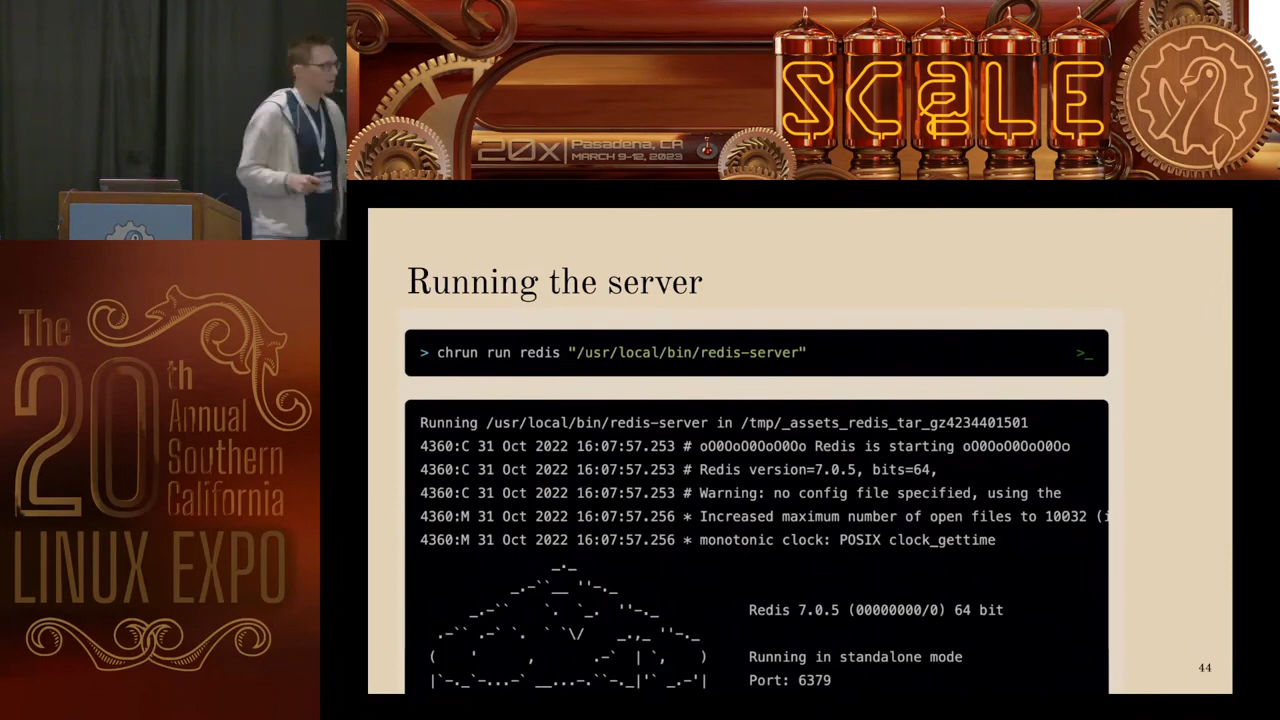 SC@LE
20x
Pasadena, CA
MARCH 9-12, 2023
The
20th
Annual
Southern
California
LINUX EXPO
Running the server
> chrun run redis "/usr/local/bin/redis-server" >_
Running /usr/local/bin/redis-server in /tmp/_assets_redis_tar_gz4234401501
4360:C 31 Oct 2022 16:07:57.253 # oO0OoO0OoO0Oo Redis is starting oO0OoO0OoO0Oo
4360:C 31 Oct 2022 16:07:57.253 # Redis version=7.0.5, bits=64,
4360:C 31 Oct 2022 16:07:57.253 # Warning: no config file specified, using the
4360:M 31 Oct 2022 16:07:57.256 * Increased maximum number of open files to 10032 (i
4360:M 31 Oct 2022 16:07:57.256 * monotonic clock: POSIX clock_gettime
Redis 7.0.5 (00000000/0) 64 bit
Running in standalone mode
Port: 6379
44